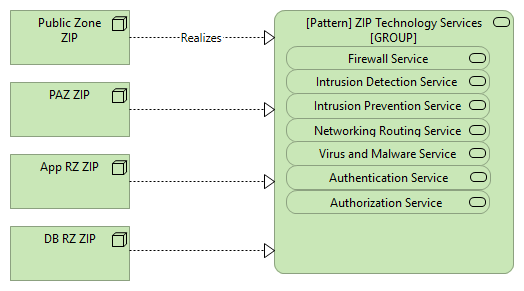 Public Zone
ZIP
Realizes
[Pattern] ZIP Technology Services
[GROUP]
Firewall Service
Intrusion Detection Service
Intrusion Prevention Service
Networking Routing Service
Virus and Malware Service
Authentication Service
Authorization Service
PAZ ZIP
App RZ ZIP
DB RZ ZIP